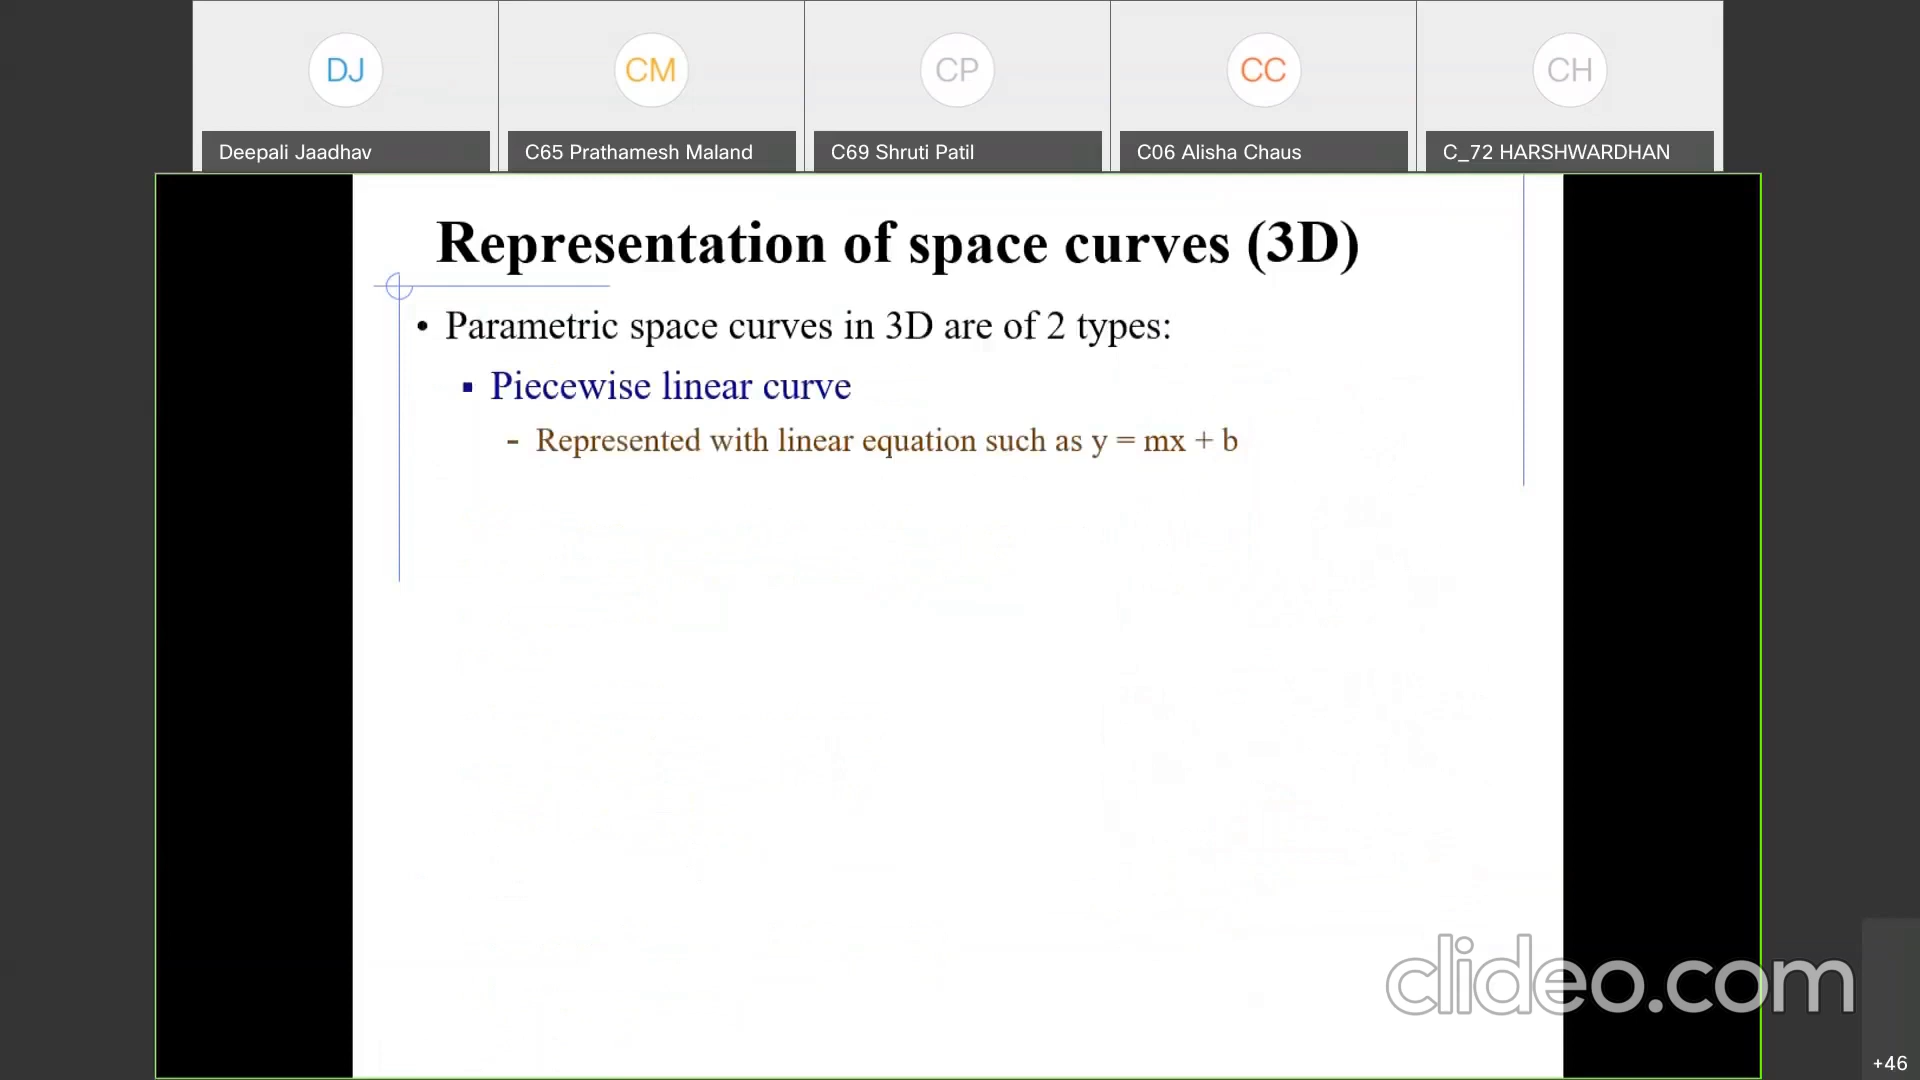 DJ
CM
CP
CC
CH
Deepali Jaadhav
C65 Prathamesh Maland
C69 Shruti Patil
C06 Alisha Chaus
C_72 HARSHWARDHAN
Representation of space curves (3D)
• Parametric space curves in 3D are of 2 types:
▪ Piecewise linear curve
- Represented with linear equation such as y = mx + b
clideo.com
+46